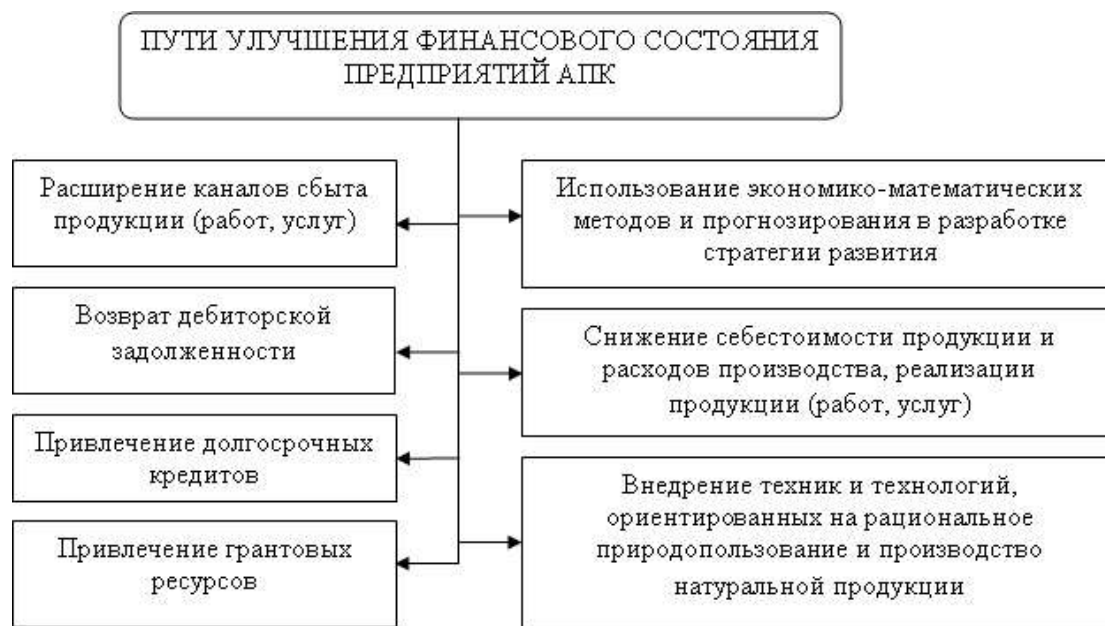 ПУТИ УЛУЧШЕНИЯ ФИНАНСОВОГО СОСТОЯНИЯ
ПРЕДПРИЯТИЙ АПК
Расширение каналов сбыта
продукции (работ, услуг)
Возврат дебиторской
задолженности
Привлечение долгосрочных
кредитов
Привлечение грантовых
ресурсов
Использование экономико-математических
методов и прогнозирования в разработке
стратегии развития
Снижение себестоимости продукции и
расходов производства, реализации
продукции (работ, услуг)
Внедрение техник и технологий,
ориентированных на рациональное
природопользование и производство
натуральной продукции